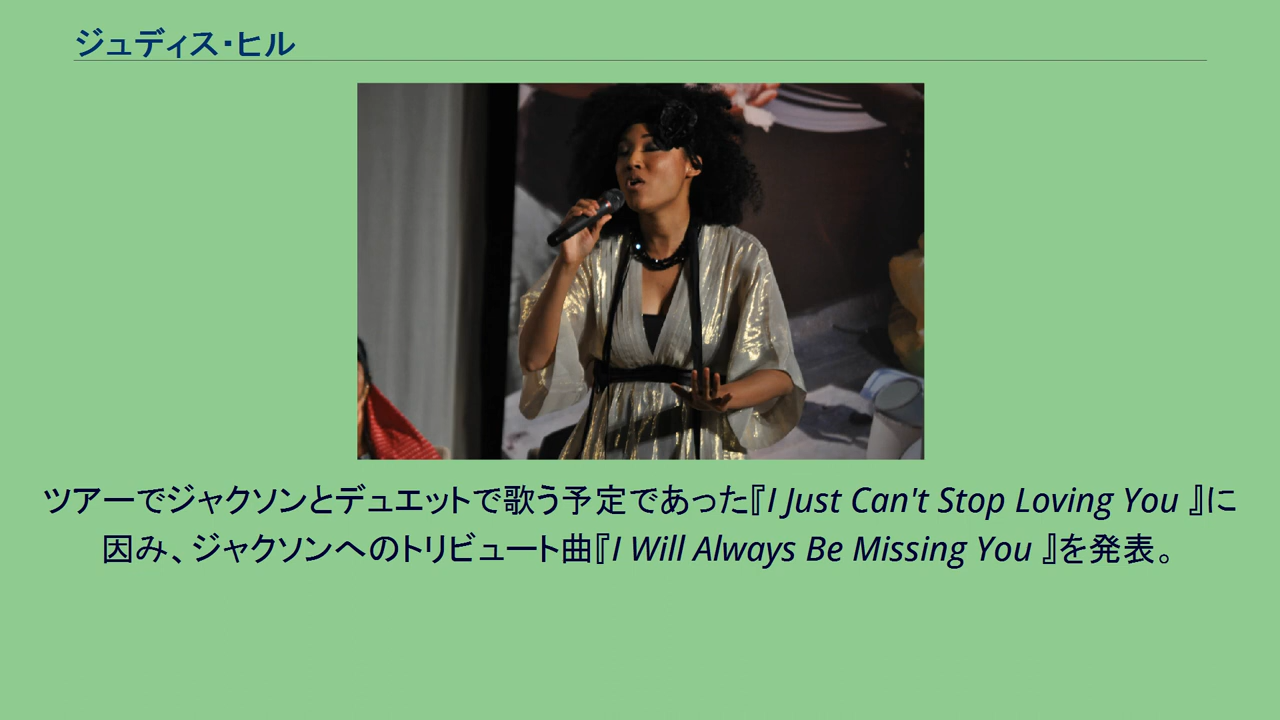 ジュディス・ヒル
ツアーでジャクソンとデュエットで歌う予定であった『I Just Can't Stop Loving You 』に
因み、ジャクソンへのトリビュート曲『I Will Always Be Missing You 』を発表。